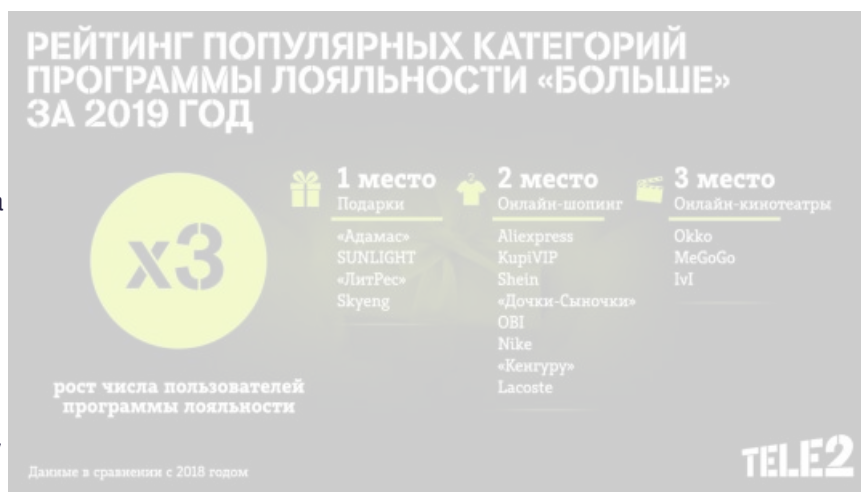 РЕЙТИНГ ПОПУЛЯРНЫХ КАТЕГОРИЙ
ПРОГРАММЫ ЛОЯЛЬНОСТИ «БОЛЬШЕ»
ЗА 2019 ГОД
x3
рост числа пользователей
программы лояльности
1 место
Подарки
«Адамас»
SUNLIGHT
«ЛитРес»
Skyeng
2 место
Онлайн-шопинг
Aliexpress
KupiVIP
Shein
«Дочки-Сыночки»
OBI
Nike
«Кенгуру»
Lacoste
3 место
Онлайн-кинотеатры
Okko
MeGoGo
IvI
Данные в сравнении с 2018 годом
TELE2